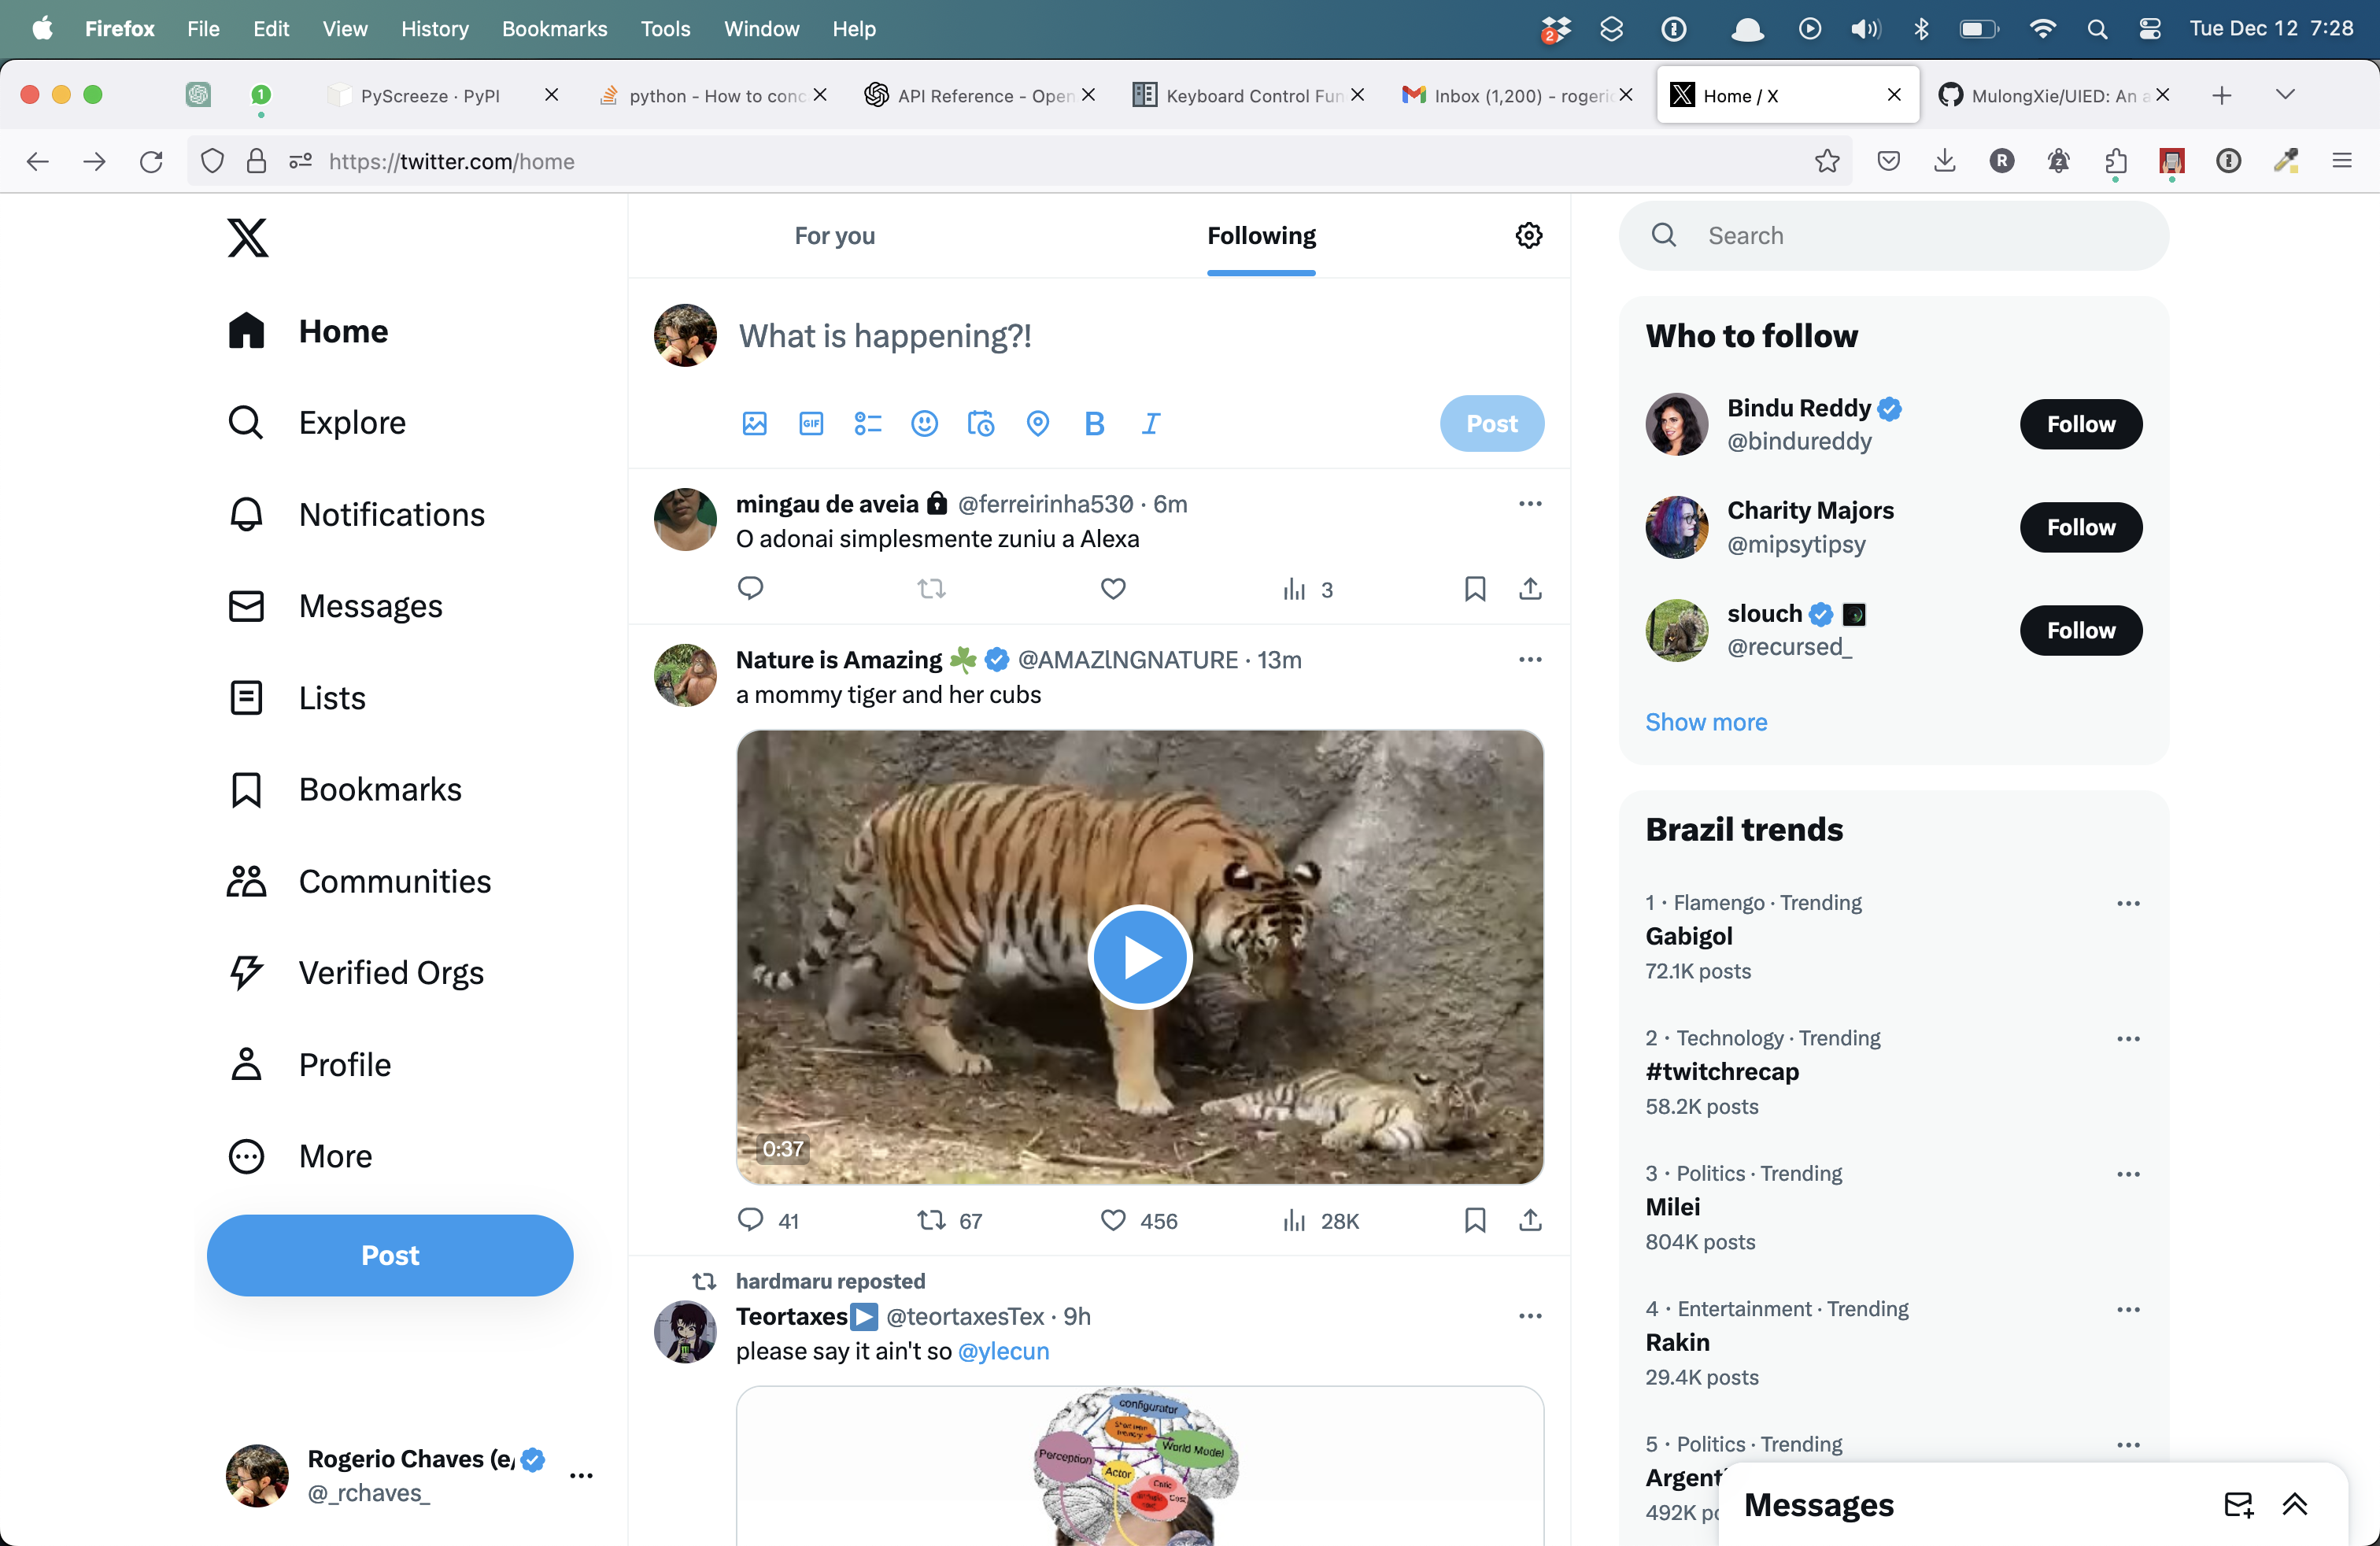 Firefox File Edit View History Bookmarks Tools Window Help
2
Tue Dec 12 7:28
1
PyScreeze · PyPI
python - How to conc
API Reference - Open
Keyboard Control Fun
Inbox (1,200) - rogeri
Home / X
MulongXie/UIED: An a
https://twitter.com/home
R
Home
Explore
Notifications
Messages
Lists
Bookmarks
Communities
Verified Orgs
Profile
More
Post
Rogerio Chaves (e/
@_rchaves_
For you
Following
What is happening?!
GIF
B I
Post
mingau de aveia @ferreirinha530 · 6m
O adonai simplesmente zuniu a Alexa
3
Nature is Amazing @AMAZlNGNATURE · 13m
a mommy tiger and her cubs
0:37
41 67 456 28K
hardmaru reposted
Teortaxes @teortaxesTex · 9h
please say it ain't so @ylecun
configurator
Short-term
memory
Perception
World Model
Actor
Critic
Cost
Search
Who to follow
Bindu Reddy
@bindureddy
Follow
Charity Majors
@mipsytipsy
Follow
slouch
@recursed_
Follow
Show more
Brazil trends
1 · Flamengo · Trending
Gabigol
72.1K posts
2 · Technology · Trending
#twitchrecap
58.2K posts
3 · Politics · Trending
Milei
804K posts
4 · Entertainment · Trending
Rakin
29.4K posts
5 · Politics · Trending
Argent
492K po
Messages